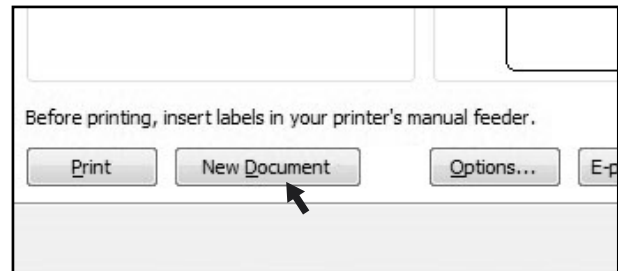 Before printing, insert labels in your printer's manual feeder.
Print New Document Options... E-p